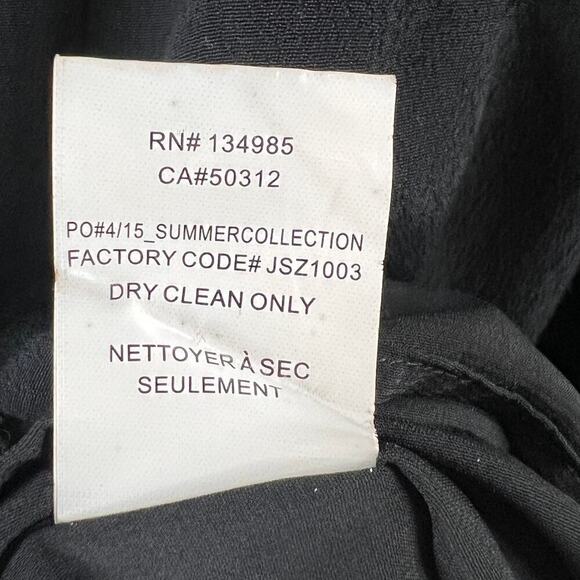 RN# 134985
CA#50312
PO#4/15_SUMMERCOLLECTION
FACTORY CODE# JSZ1003
DRY CLEAN ONLY
NETTOYER À SEC
SEULEMENT